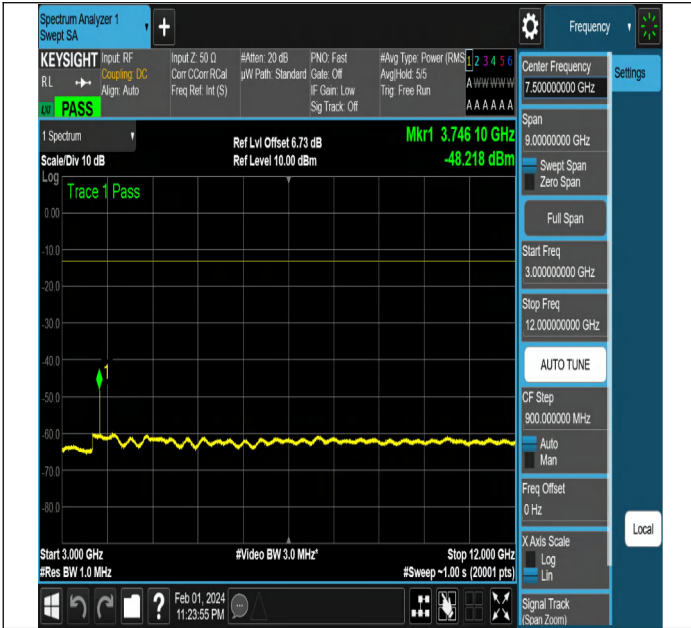 Spectrum Analyzer 1
Swept SA
+
Frequency
KEYSIGHT
RL
LXI
PASS
Input: RF
Coupling: DC
Align: Auto
Input Z: 50 Ω
Corr CCorr RCal
Freq Ref: Int (S)
#Atten: 20 dB
µW Path: Standard
PNO: Fast
Gate: Off
IF Gain: Low
Sig Track: Off
#Avg Type: Power (RMS
Avg|Hold: 5/5
Trig: Free Run
1 2 3 4 5 6
A W W W W W
A A A A A A
1 Spectrum
Scale/Div 10 dB
Ref Lvl Offset 6.73 dB
Ref Level 10.00 dBm
Mkr1 3.746 10 GHz
-48.218 dBm
Log
Trace 1 Pass
0.00
-10.0
-20.0
-30.0
-40.0
1
-50.0
-60.0
-70.0
-80.0
Start 3.000 GHz
#Res BW 1.0 MHz
#Video BW 3.0 MHz*
Stop 12.000 GHz
#Sweep ~1.00 s (20001 pts)
Feb 01, 2024
11:23:55 PM
?
Center Frequency
7.50000000 GHz
Settings
Span
9.00000000 GHz
Swept Span
Zero Span
Full Span
Start Freq
3.000000000 GHz
Stop Freq
12.000000000 GHz
AUTO TUNE
CF Step
900.000000 MHz
Auto
Man
Freq Offset
0 Hz
X Axis Scale
Log
Lin
Local
Signal Track
(Span Zoom)